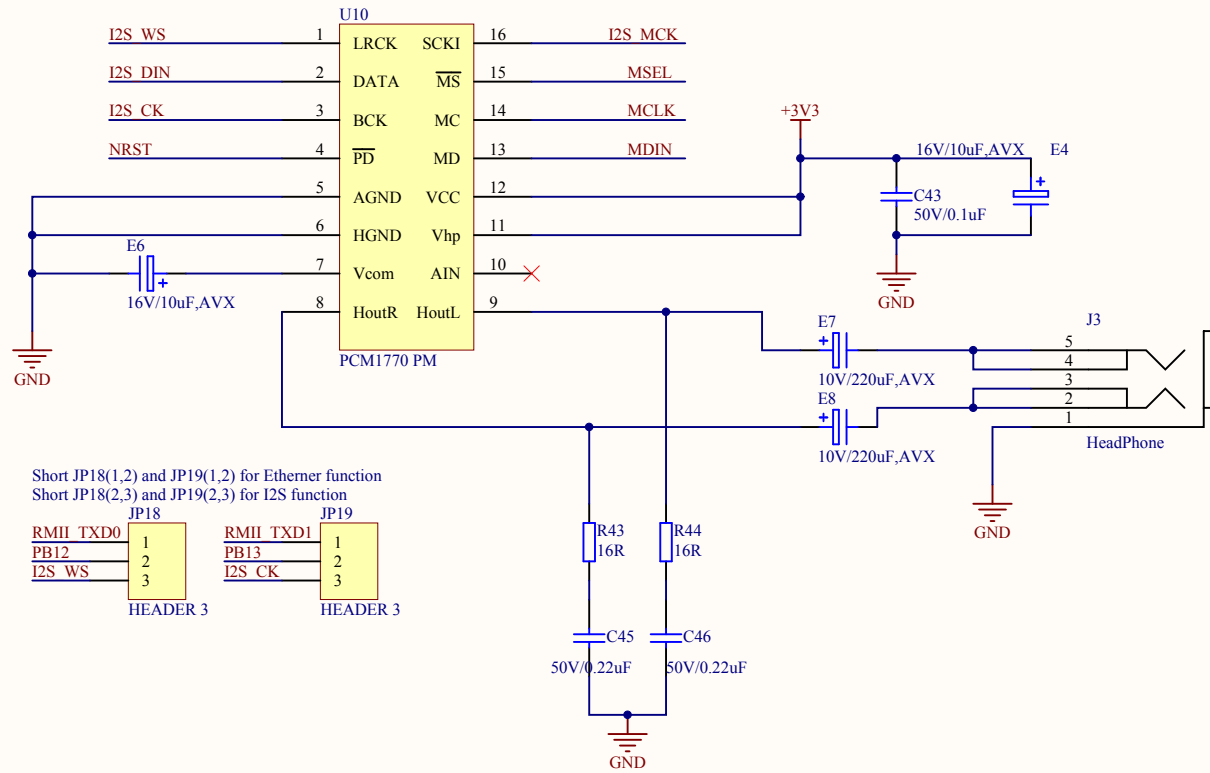 U10
I2S_WS 1 LRCK SCKI 16 I2S_MCK
I2S_DIN 2 DATA MS 15 MSEL
I2S_CK 3 BCK MC 14 MCLK
NRST 4 PD MD 13 MDIN
5 AGND VCC 12
6 HGND Vhp 11
7 Vcom AIN 10
8 HoutR HoutL 9
PCM1770 PM
+3V3
16V/10uF,AVX E4
C43
50V/0.1uF
GND
E6
16V/10uF,AVX
GND
E7
10V/220uF,AVX
E8
10V/220uF,AVX
J3
5
4
3
2
1
HeadPhone
GND
Short JP18(1,2) and JP19(1,2) for Etherner function
Short JP18(2,3) and JP19(2,3) for I2S function
JP18
RMII_TXD0 1
PB12 2
I2S_WS 3
HEADER 3
JP19
RMII_TXD1 1
PB13 2
I2S_CK 3
HEADER 3
R43
16R
R44
16R
C45
50V/0.22uF
C46
50V/0.22uF
GND